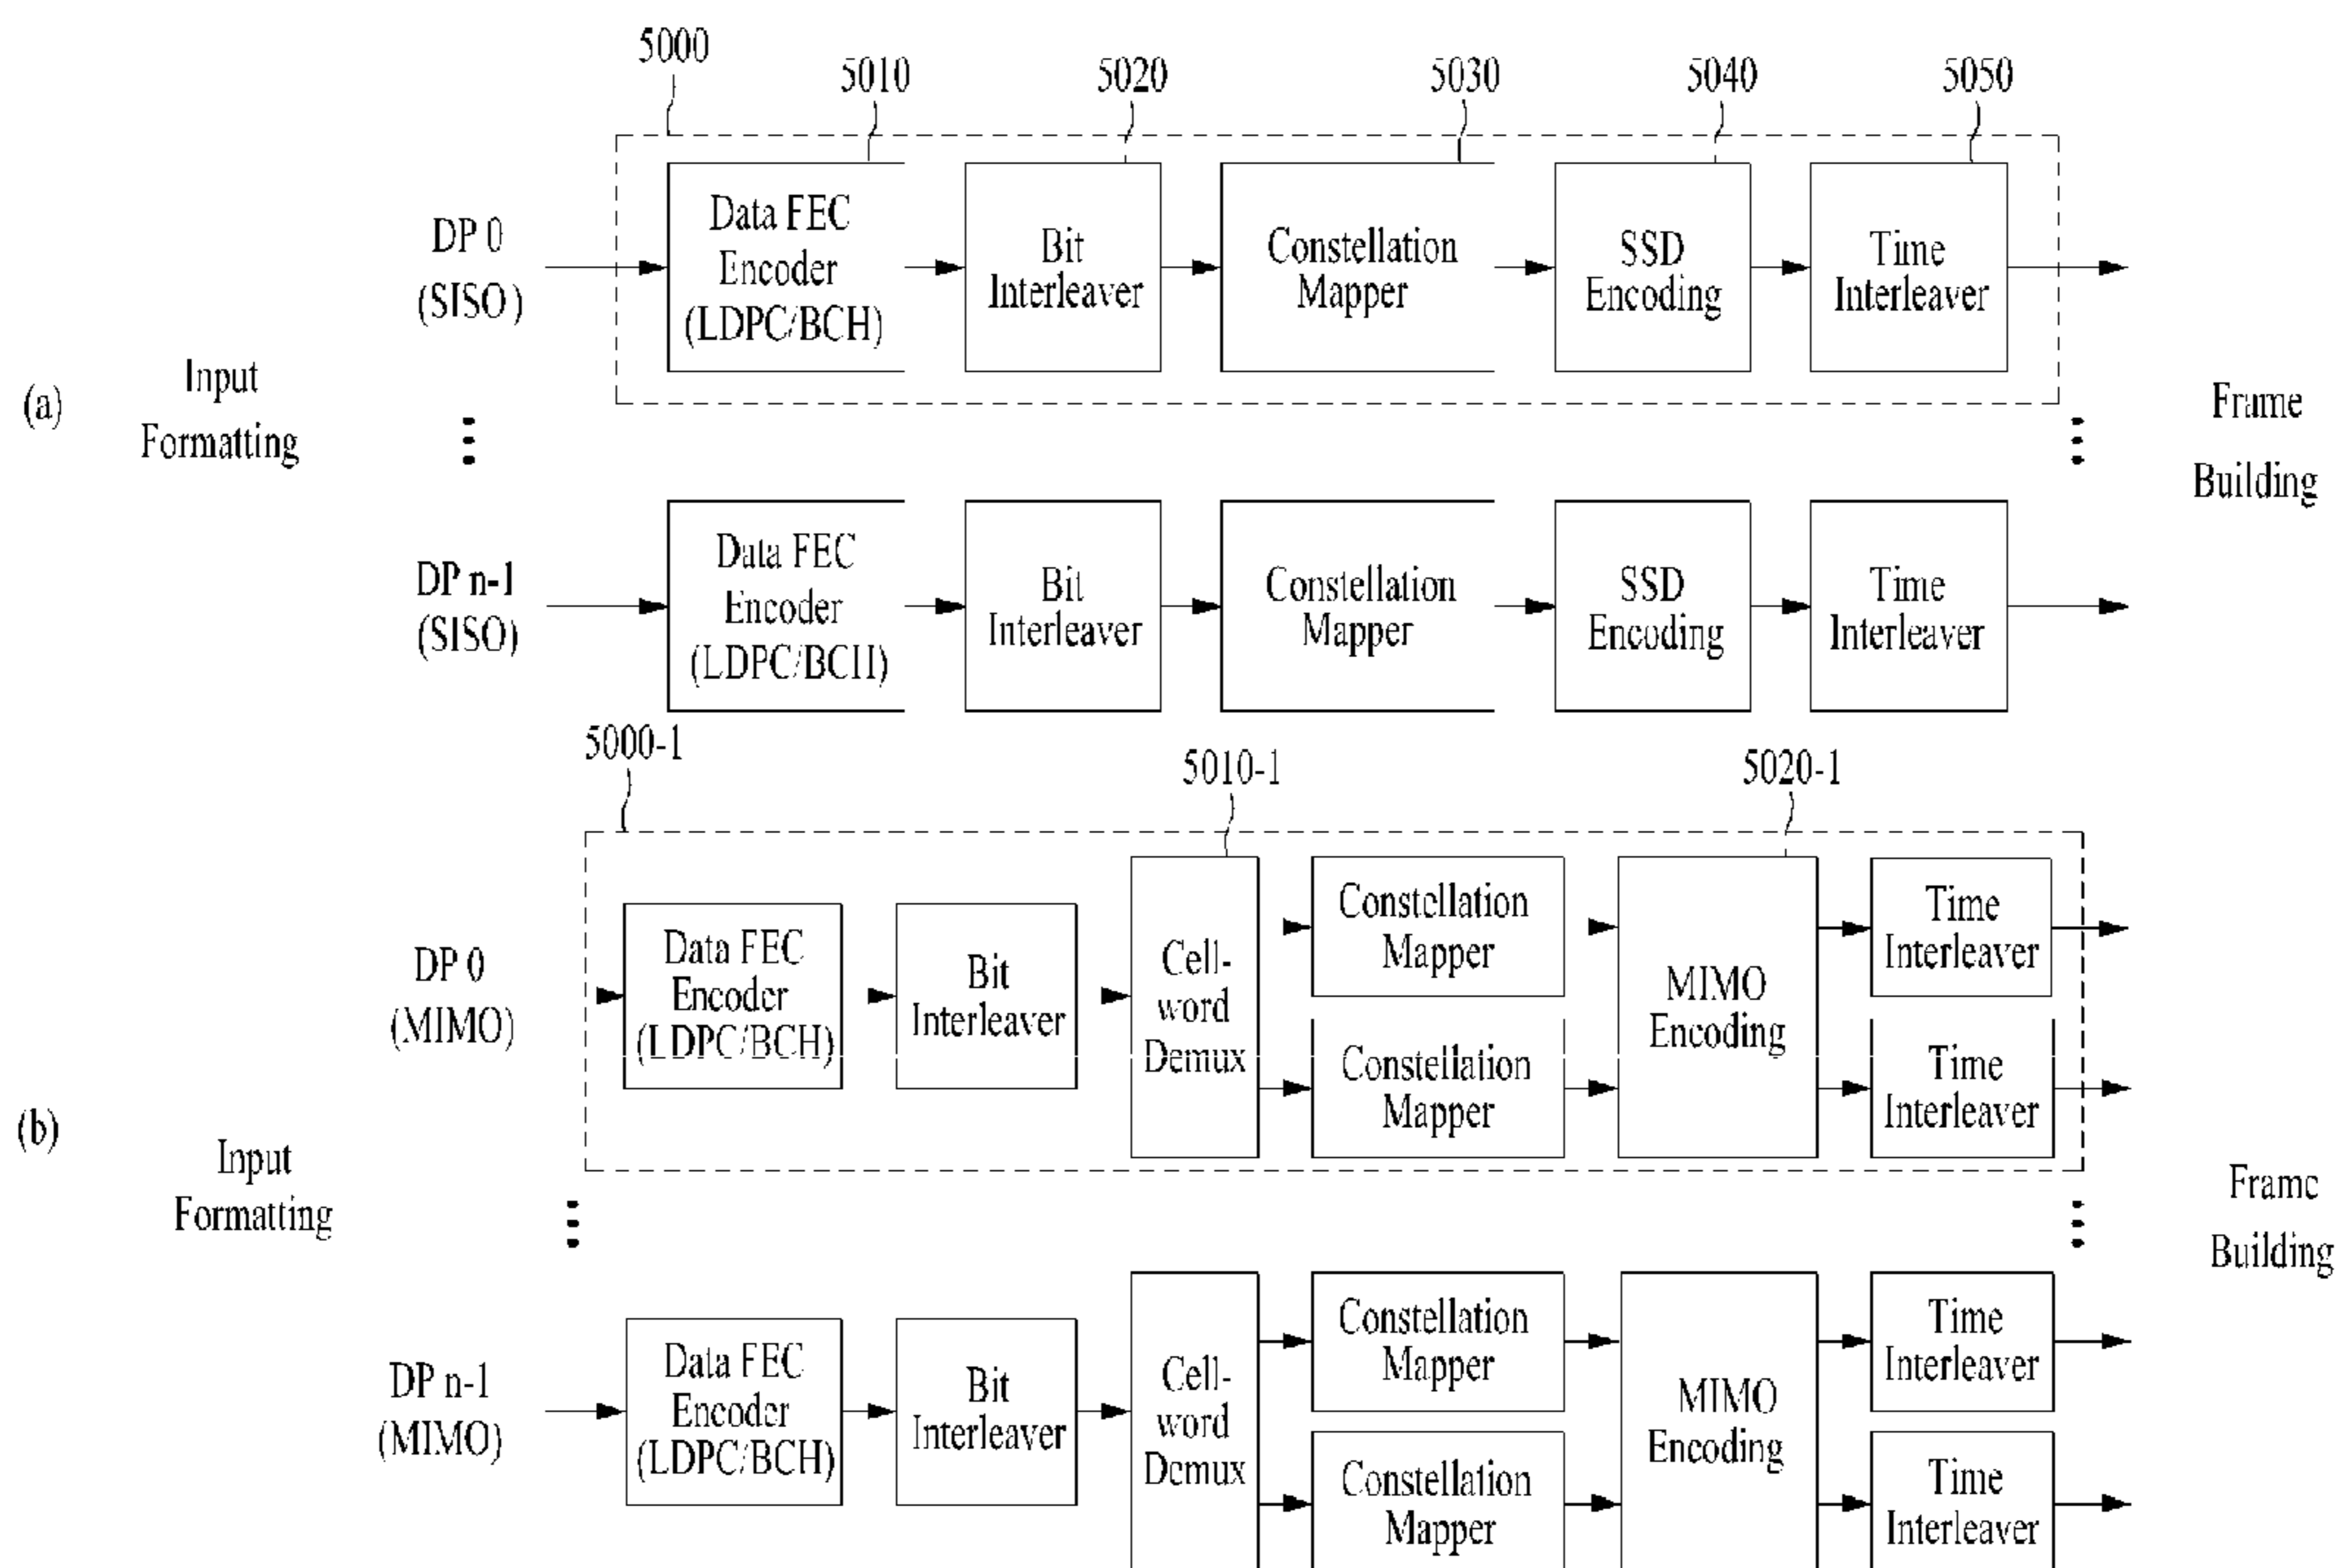 5000
5010
5020
5030
5040
5050
DP 0
(SISO)
Data FEC
Encoder
(LDPC/BCH)
Bit
Interleaver
Constellation
Mapper
SSD
Encoding
Time
Interleaver
(a)
Input
Formatting
Frame
Building
DP n-1
(SISO)
Data FEC
Encoder
(LDPC/BCH)
Bit
Interleaver
Constellation
Mapper
SSD
Encoding
Time
Interleaver
5000-1
5010-1
5020-1
DP 0
(MIMO)
Data FEC
Encoder
(LDPC/BCH)
Bit
Interleaver
Cell-
word
Demux
Constellation
Mapper
Constellation
Mapper
MIMO
Encoding
Time
Interleaver
Time
Interleaver
(b)
Input
Formatting
Frame
Building
DP n-1
(MIMO)
Data FEC
Encoder
(LDPC/BCH)
Bit
Interleaver
Cell-
word
Demux
Constellation
Mapper
Constellation
Mapper
MIMO
Encoding
Time
Interleaver
Time
Interleaver